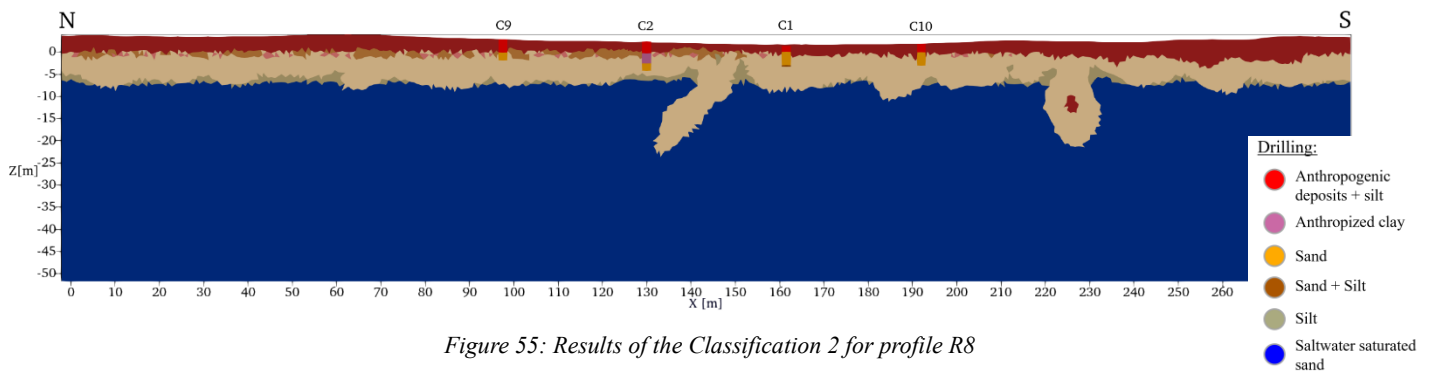 N S
C9 C2 C1 C10
0
-5
-10
-15
-20
Z[m]
-25
-30
-35
-40
-45
-50
0 10 20 30 40 50 60 70 80 90 100 110 120 130 140 150 160 170 180 190 200 210 220 230 240 250 260
X [m]
Drilling:
Anthropogenic
deposits + silt
Anthropized clay
Sand
Sand + Silt
Silt
Saltwater saturated
sand
Figure 55: Results of the Classification 2 for profile R8